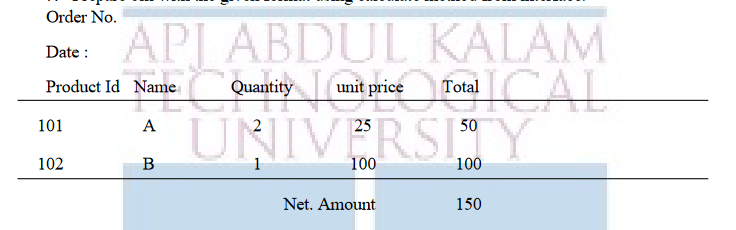 Order No.
APJ ABDUL KALAM
Date :
TECHNOLOGICAL
Product Id Name Quantity unit price Total
UNIVERSITY
101 A 2 25 50
102 B 1 100 100
Net. Amount 150